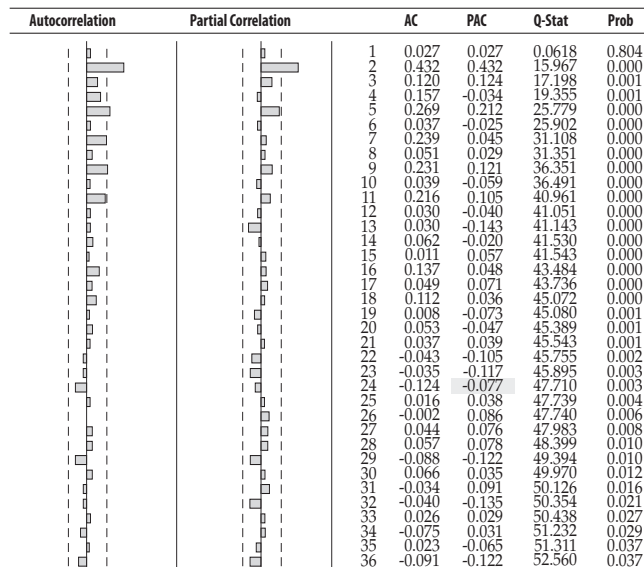 Autocorrelation Partial Correlation AC PAC Q-Stat Prob
1 0.027 0.027 0.0618 0.804
2 0.432 0.432 15.967 0.000
3 0.120 0.124 17.198 0.001
4 0.157 -0.034 19.355 0.001
5 0.269 0.212 25.779 0.000
6 0.037 -0.025 25.902 0.000
7 0.239 0.045 31.108 0.000
8 0.051 0.029 31.351 0.000
9 0.231 0.121 36.351 0.000
10 0.039 -0.059 36.491 0.000
11 0.216 0.105 40.961 0.000
12 0.030 -0.040 41.051 0.000
13 0.030 -0.143 41.143 0.000
14 0.062 -0.020 41.530 0.000
15 0.011 0.057 41.543 0.000
16 0.137 0.048 43.484 0.000
17 0.049 0.071 43.736 0.000
18 0.112 0.036 45.072 0.000
19 0.008 -0.073 45.080 0.001
20 0.053 -0.047 45.389 0.001
21 0.037 0.039 45.543 0.001
22 -0.043 -0.105 45.755 0.002
23 -0.035 -0.117 45.895 0.003
24 -0.124 -0.077 47.710 0.003
25 0.016 0.038 47.739 0.004
26 -0.002 0.086 47.740 0.006
27 0.044 0.076 47.983 0.008
28 0.057 0.078 48.399 0.010
29 -0.088 -0.122 49.394 0.010
30 0.066 0.035 49.970 0.012
31 -0.034 0.091 50.126 0.016
32 -0.040 -0.135 50.354 0.021
33 0.026 0.029 50.438 0.027
34 -0.075 0.031 51.232 0.029
35 0.023 -0.065 51.311 0.037
36 -0.091 -0.122 52.560 0.037